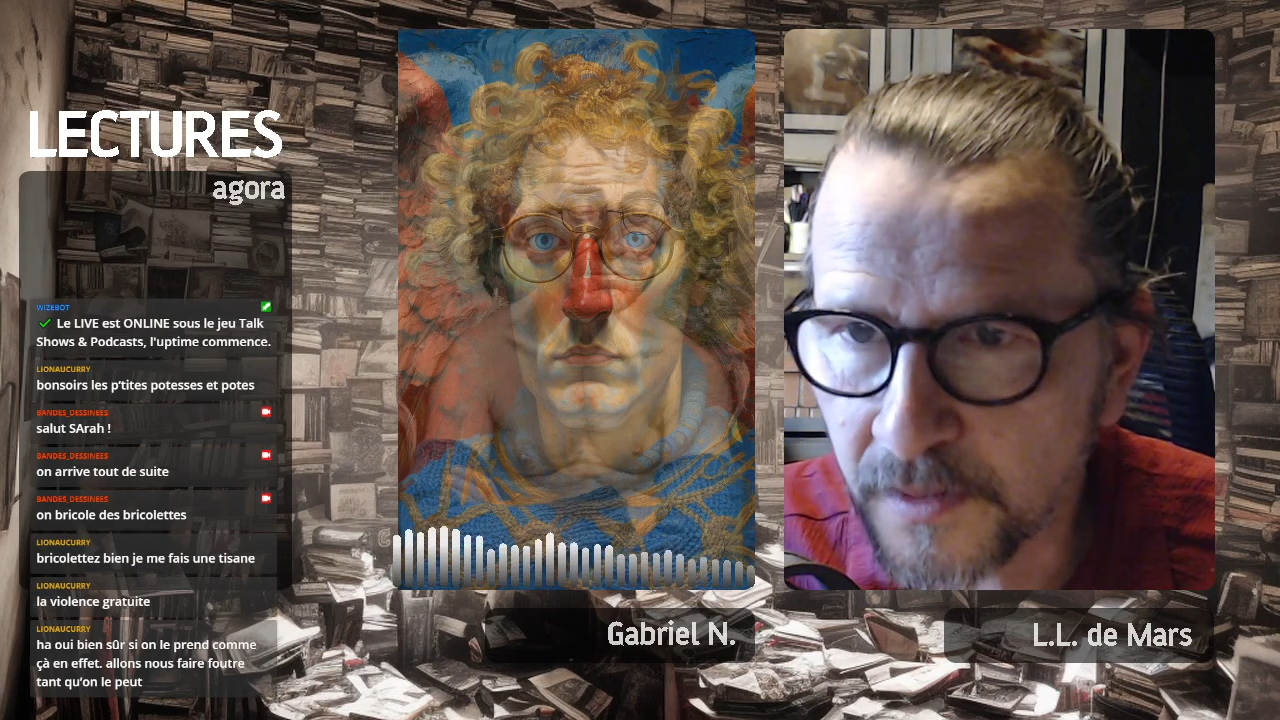 LECTURES
agora
WIZEBOT
Le LIVE est ONLINE sous le jeu Talk
Shows & Podcasts, l'uptime commence.
LIONAUCURRY
bonsoirs les p'tites potesses et potes
BANDES_DESSINEES
salut SArah !
BANDES_DESSINEES
on arrive tout de suite
BANDES_DESSINEES
on bricole des bricolettes
LIONAUCURRY
bricolettez bien je me fais une tisane
LIONAUCURRY
la violence gratuite
LIONAUCURRY
ha oui bien sûr si on le prend comme
çà en effet. allons nous faire foutre
tant qu'on le peut
Gabriel N.
L.L. de Mars